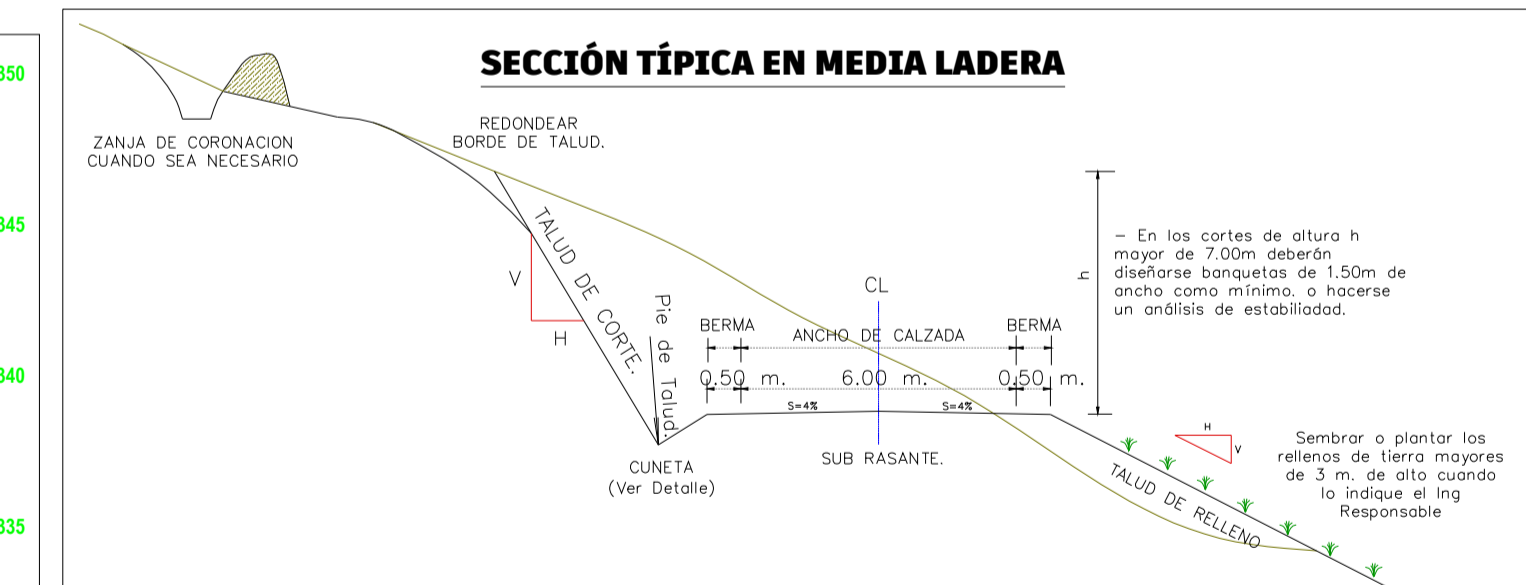 350
345
340
335
SECCIÓN TÍPICA EN MEDIA LADERA
ZANJA DE CORONACION
CUANDO SEA NECESARIO
REDONDEAR
BORDE DE TALUD.
TALUD DE CORTE.
V
H
Pie de Talud.
CUNETA
(Ver Detalle)
CL
BERMA
ANCHO DE CALZADA
BERMA
0.50 m.
6.00 m.
0.50 m.
S=4%
S=4%
SUB RASANTE.
h
– En los cortes de altura h
mayor de 7.00m deberán
diseñarse banquetas de 1.50m de
ancho como mínimo. o hacerse
un análisis de estabiliadad.
H
V
TALUD DE RELLENO
Sembrar o plantar los
rellenos de tierra mayores
de 3 m. de alto cuando
lo indique el Ing
Responsable